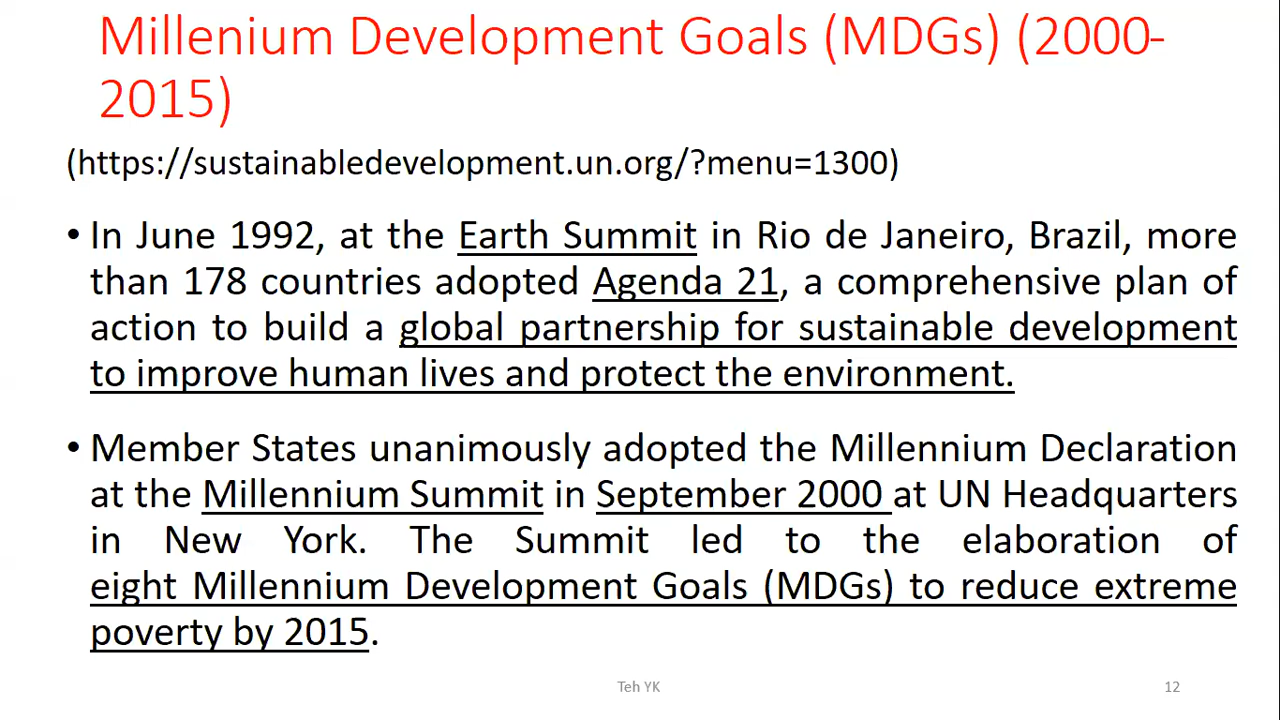 Millenium Development Goals (MDGs) (2000-
2015)
(https://sustainabledevelopment.un.org/?menu=1300)
• In June 1992, at the Earth Summit in Rio de Janeiro, Brazil, more
than 178 countries adopted Agenda 21, a comprehensive plan of
action to build a global partnership for sustainable development
to improve human lives and protect the environment.
• Member States unanimously adopted the Millennium Declaration
at the Millennium Summit in September 2000 at UN Headquarters
in New York. The Summit led to the elaboration of
eight Millennium Development Goals (MDGs) to reduce extreme
poverty by 2015.
Teh YK
12